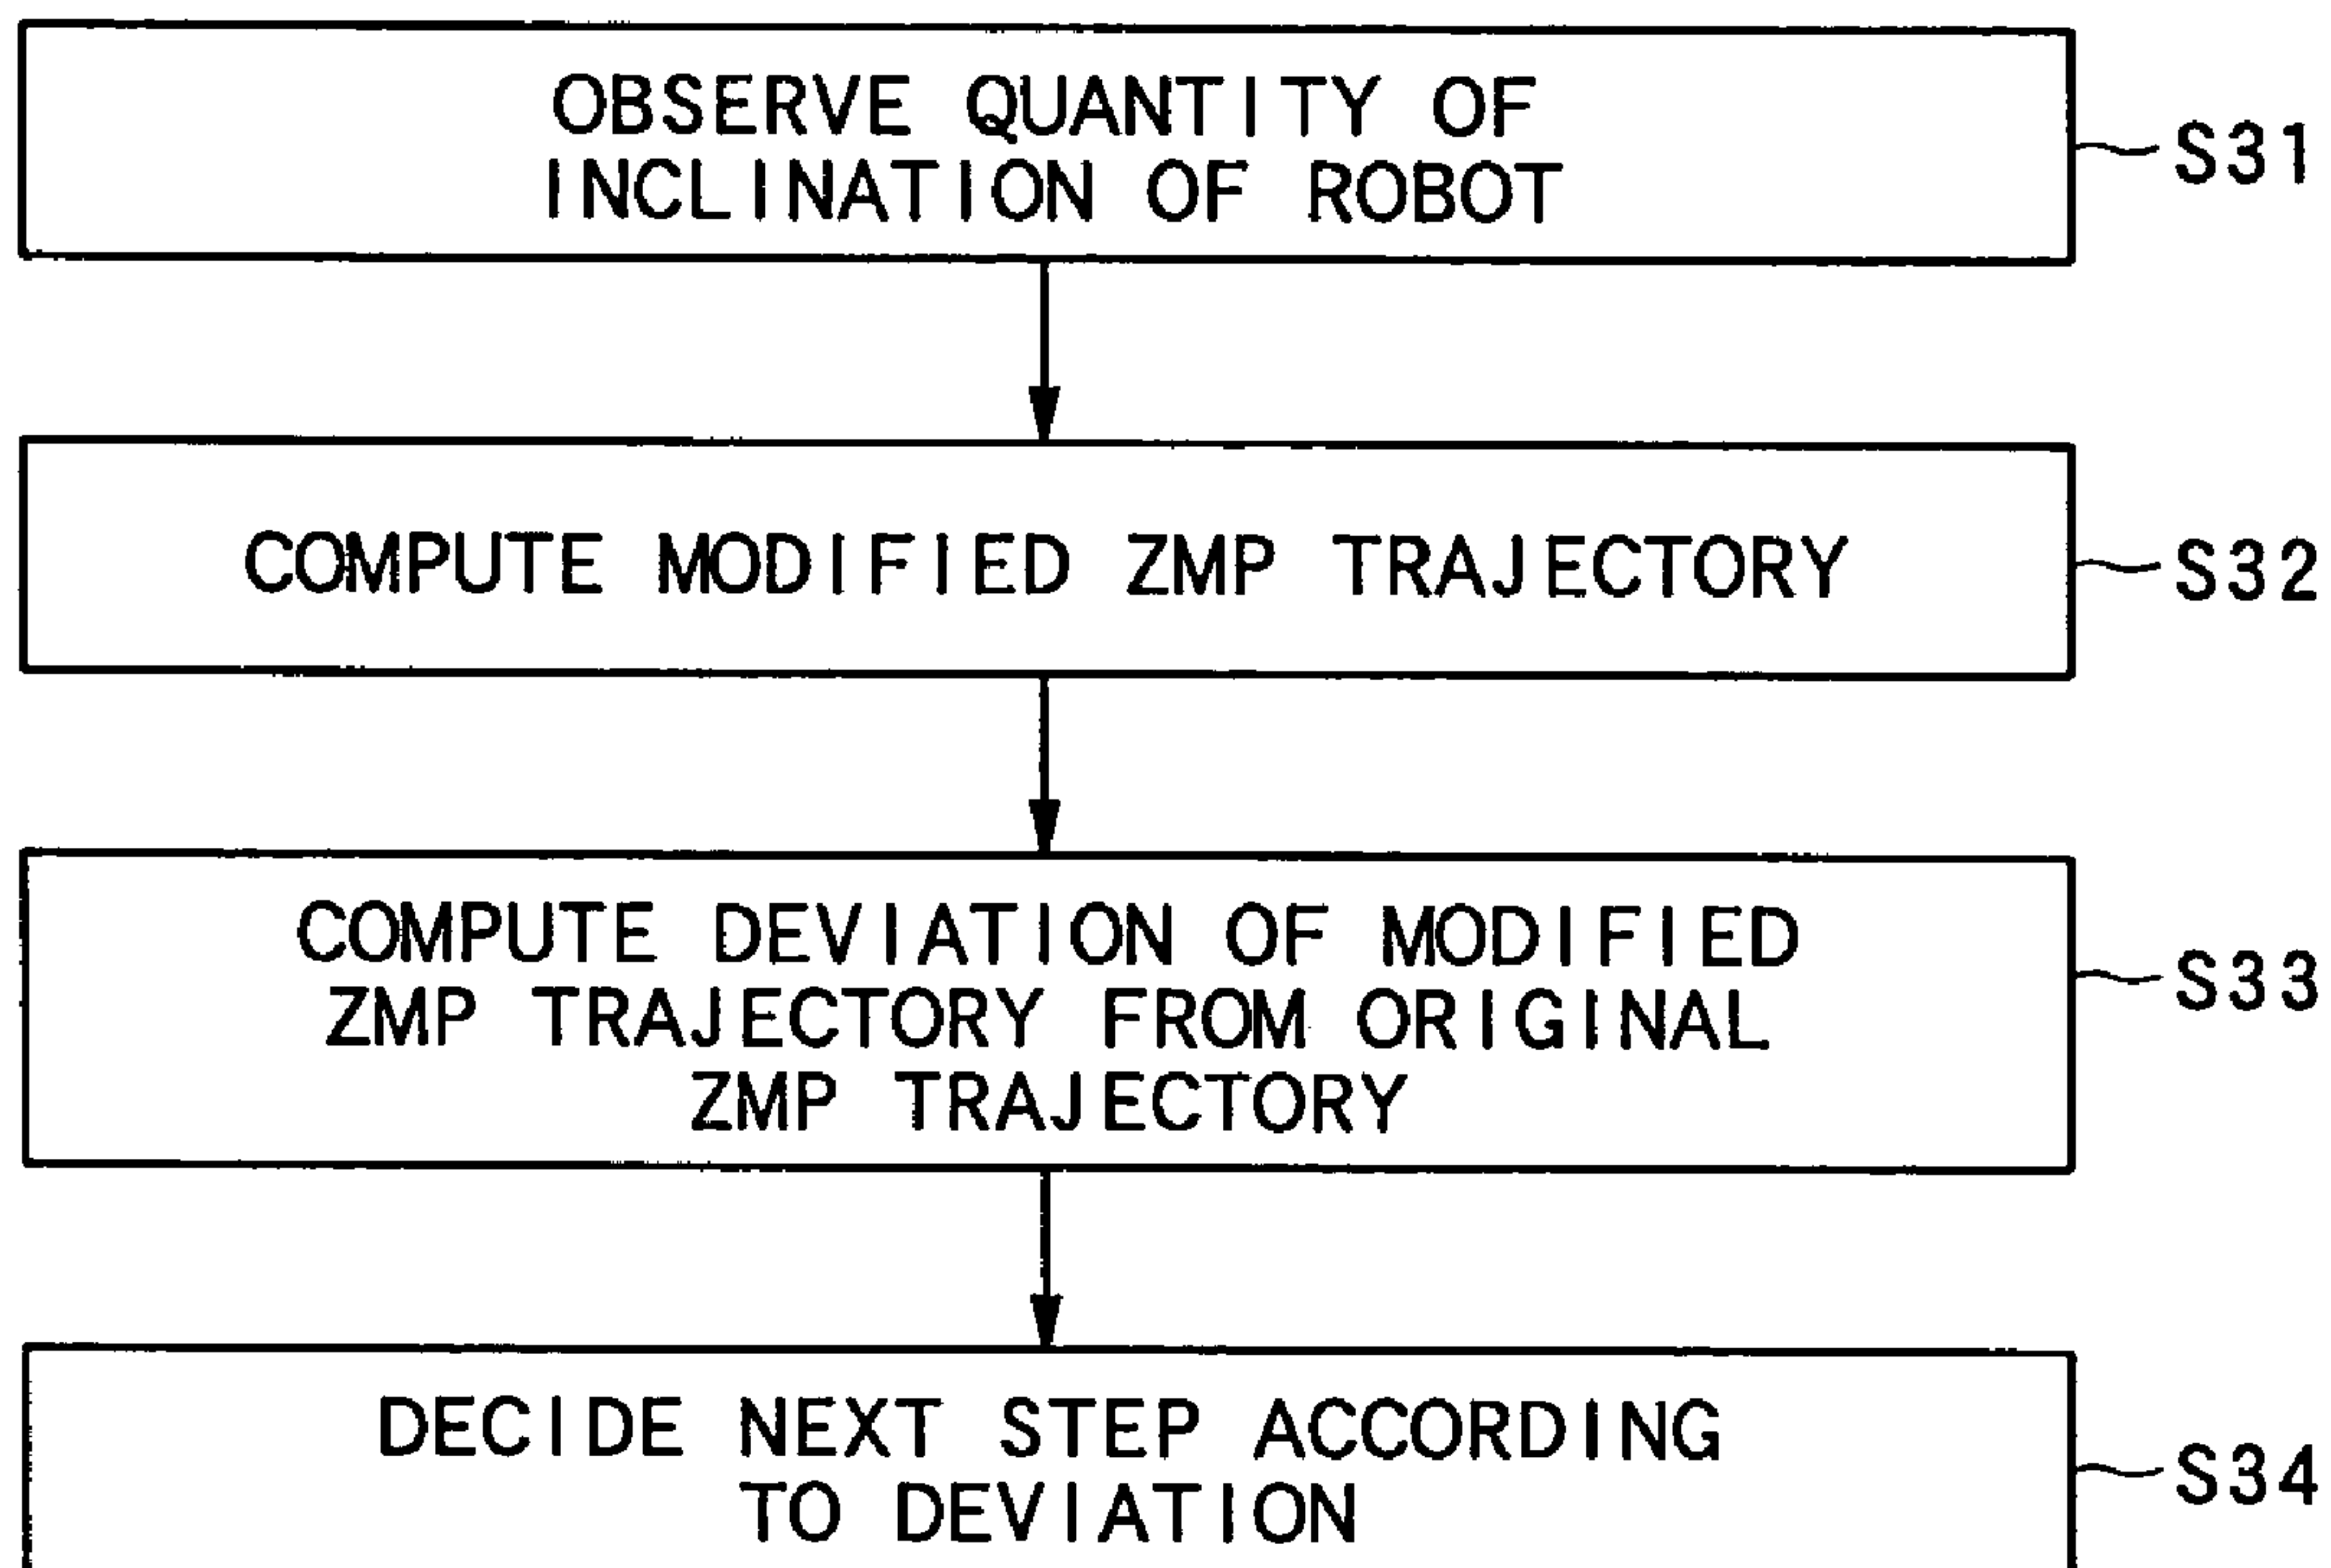 OBSERVE QUANTITY OF
INCLINATION OF ROBOT
S31
COMPUTE MODIFIED ZMP TRAJECTORY
S32
COMPUTE DEVIATION OF MODIFIED
ZMP TRAJECTORY FROM ORIGINAL
ZMP TRAJECTORY
S33
DECIDE NEXT STEP ACCORDING
TO DEVIATION
S34